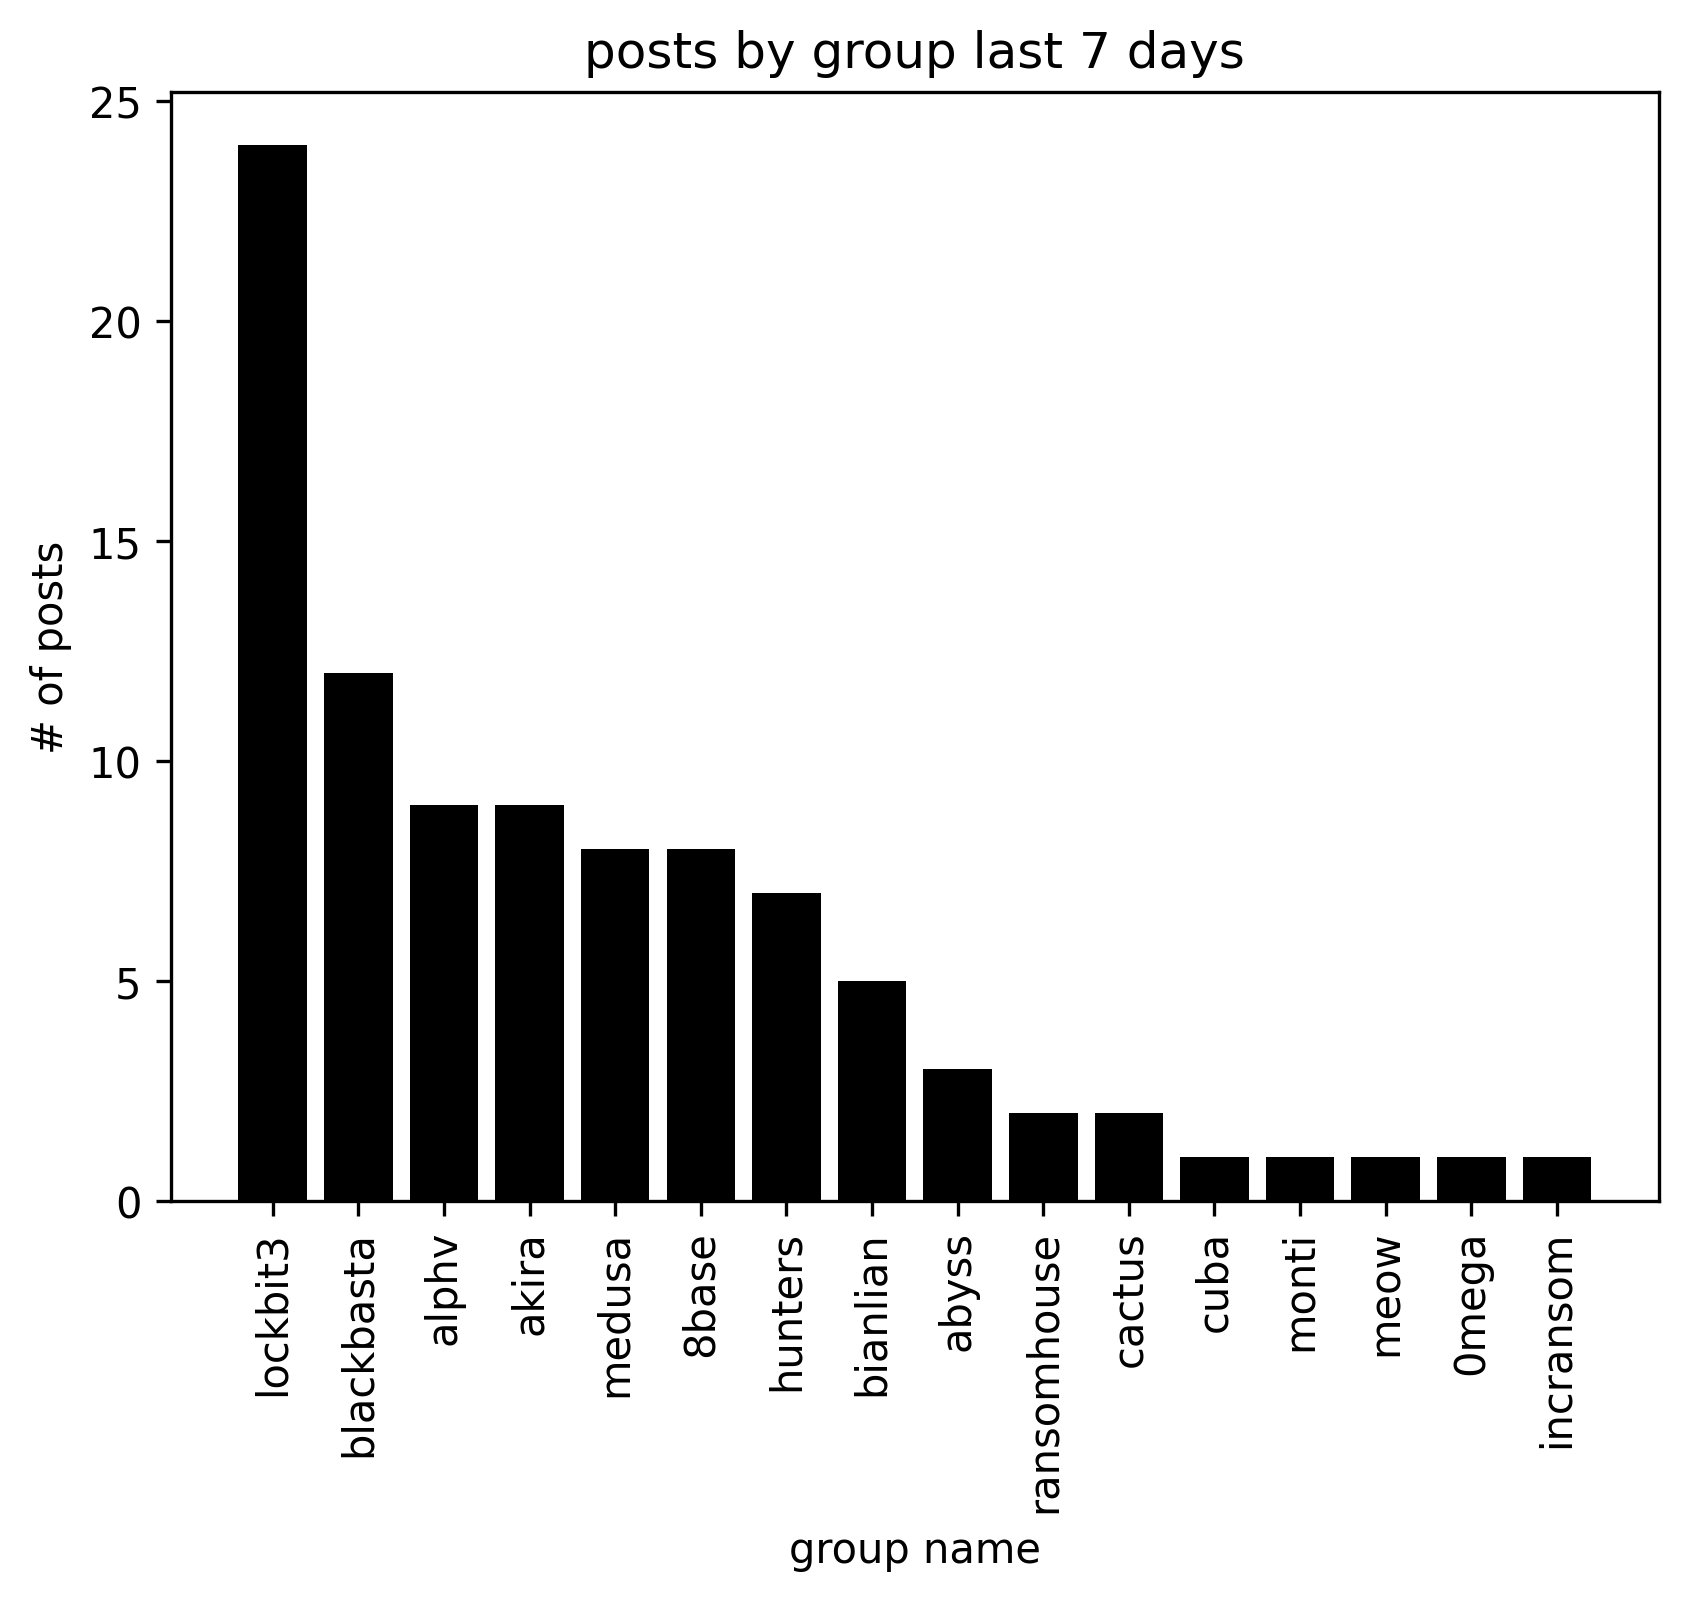 posts by group last 7 days
25
20
15
10
5
0
# of posts
lockbit3
blackbasta
alphv
akira
medusa
8base
hunters
bianlian
abyss
ransomhouse
cactus
cuba
monti
meow
0mega
incransom
group name